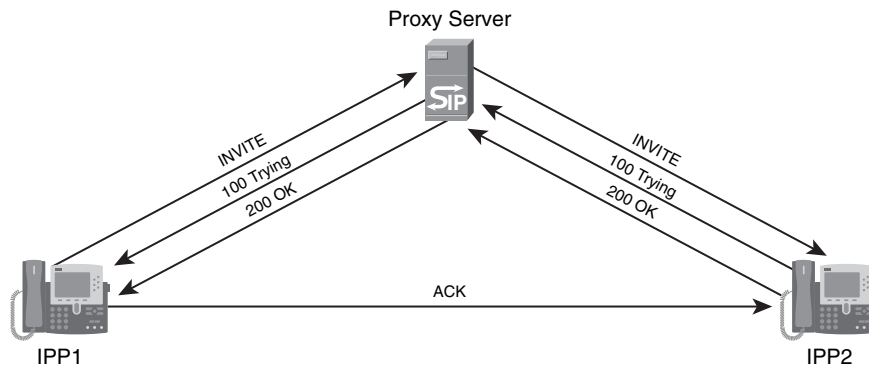 Proxy Server
SIP
INVITE
100 Trying
200 OK
INVITE
100 Trying
200 OK
ACK
IPP1
IPP2